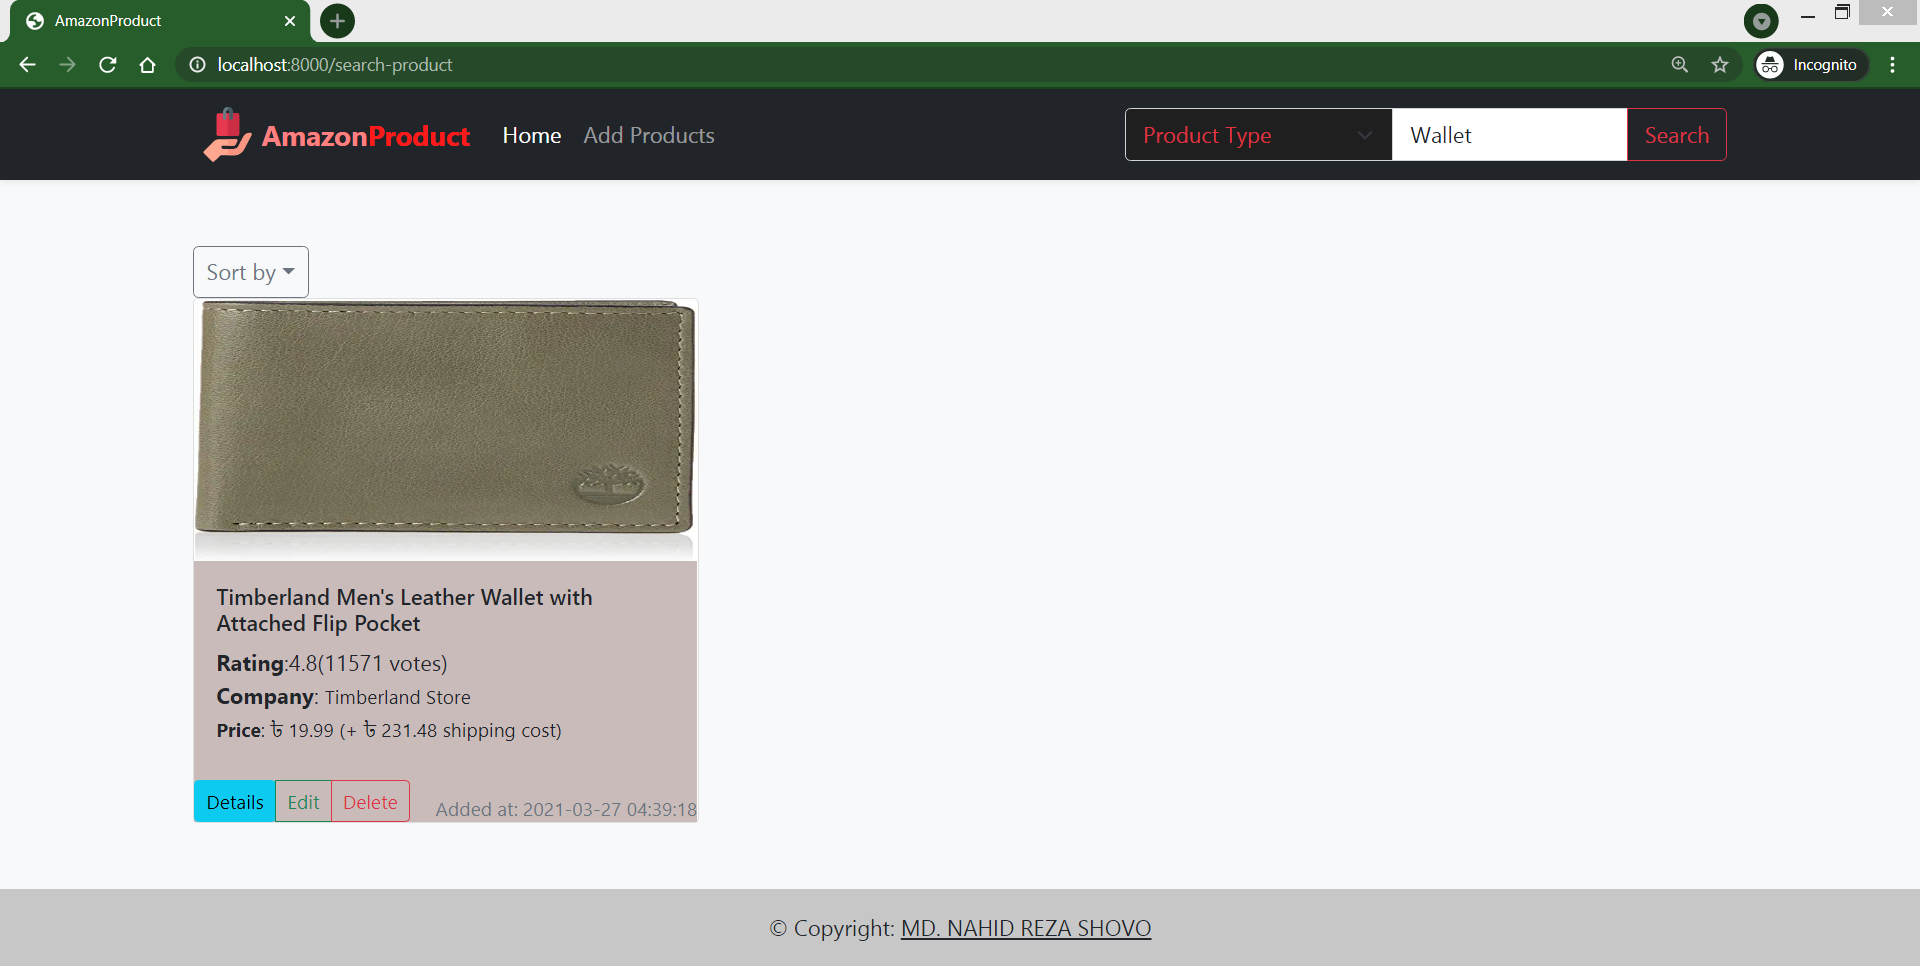 AmazonProduct
localhost:8000/search-product
Incognito
AmazonProduct
Home
Add Products
Product Type
Wallet
Search
Sort by
Timberland Men's Leather Wallet with
Attached Flip Pocket
Rating:4.8(11571 votes)
Company: Timberland Store
Price: ৳ 19.99 (+ ৳ 231.48 shipping cost)
Details
Edit
Delete
Added at: 2021-03-27 04:39:18
© Copyright: MD. NAHID REZA SHOVO